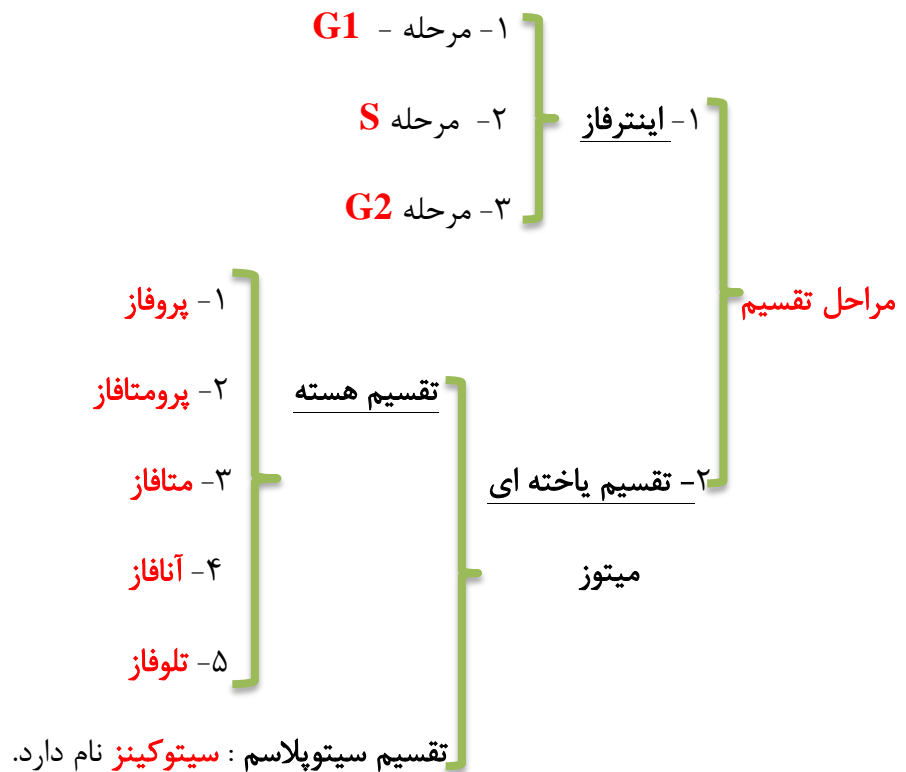 ۱- مرحله - G1
۲- مرحله S
۱- اینترفاز
۳- مرحله G2
مراحل تقسیم
۱- پروفاز
تقسیم هسته
۲- پرومتافاز
۲- تقسیم یاخته ای
۳- متافاز
میتوز
۴- آنافاز
۵- تلوفاز
تقسیم سیتوپلاسم : سیتوکینز نام دارد.